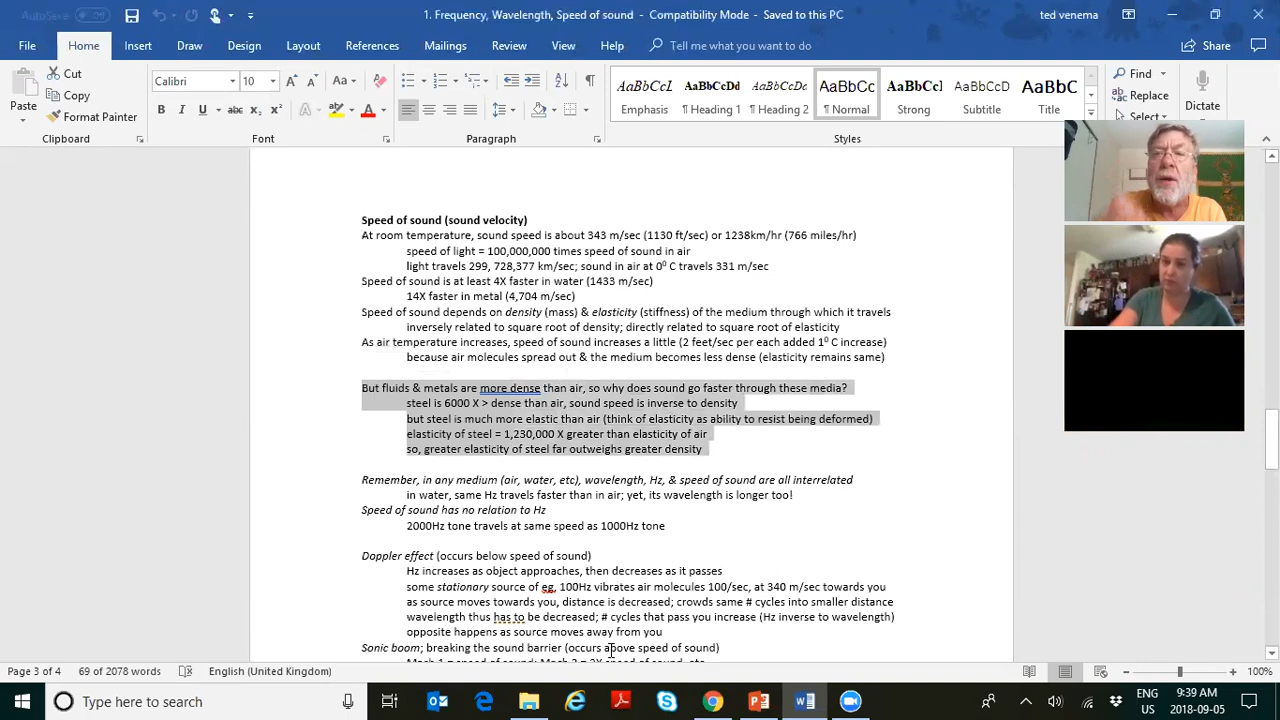 AutoSave
Off
1. Frequency, Wavelength, Speed of sound - Compatibility Mode - Saved to this PC
ted venema
File Home Insert Draw Design Layout References Mailings Review View Help Tell me what you want to do Share
Paste
Cut
Copy
Format Painter
Calibri 10
Aa
B I U abc x₂ x²
AaBbCcL AaBbCcDd AaBbCcDd AaBbCc AaBbCcI AaBbCcDd AaBbCc
Emphasis ¶ Heading 1 ¶ Heading 2 ¶ Normal Strong Subtitle Title
Find
Replace
Select
Dictate
Clipboard Font Paragraph Styles
Speed of sound (sound velocity)
At room temperature, sound speed is about 343 m/sec (1130 ft/sec) or 1238km/hr (766 miles/hr)
speed of light = 100,000,000 times speed of sound in air
light travels 299, 728,377 km/sec; sound in air at 0⁰ C travels 331 m/sec
Speed of sound is at least 4X faster in water (1433 m/sec)
14X faster in metal (4,704 m/sec)
Speed of sound depends on density (mass) & elasticity (stiffness) of the medium through which it travels
inversely related to square root of density; directly related to square root of elasticity
As air temperature increases, speed of sound increases a little (2 feet/sec per each added 1⁰ C increase)
because air molecules spread out & the medium becomes less dense (elasticity remains same)
But fluids & metals are more dense than air, so why does sound go faster through these media?
steel is 6000 X > dense than air, sound speed is inverse to density
but steel is much more elastic than air (think of elasticity as ability to resist being deformed)
elasticity of steel = 1,230,000 X greater than elasticity of air
so, greater elasticity of steel far outweighs greater density
Remember, in any medium (air, water, etc), wavelength, Hz, & speed of sound are all interrelated
in water, same Hz travels faster than in air; yet, its wavelength is longer too!
Speed of sound has no relation to Hz
2000Hz tone travels at same speed as 1000Hz tone
Doppler effect (occurs below speed of sound)
Hz increases as object approaches, then decreases as it passes
some stationary source of eg, 100Hz vibrates air molecules 100/sec, at 340 m/sec towards you
as source moves towards you, distance is decreased; crowds same # cycles into smaller distance
wavelength thus has to be decreased; # cycles that pass you increase (Hz inverse to wavelength)
opposite happens as source moves away from you
Sonic boom; breaking the sound barrier (occurs above speed of sound)
Mach 1 = speed of sound; Mach 2 = 2X speed of sound, etc
Page 3 of 4 69 of 2078 words English (United Kingdom) 100%
Type here to search
ENG
US
9:39 AM
2018-09-05